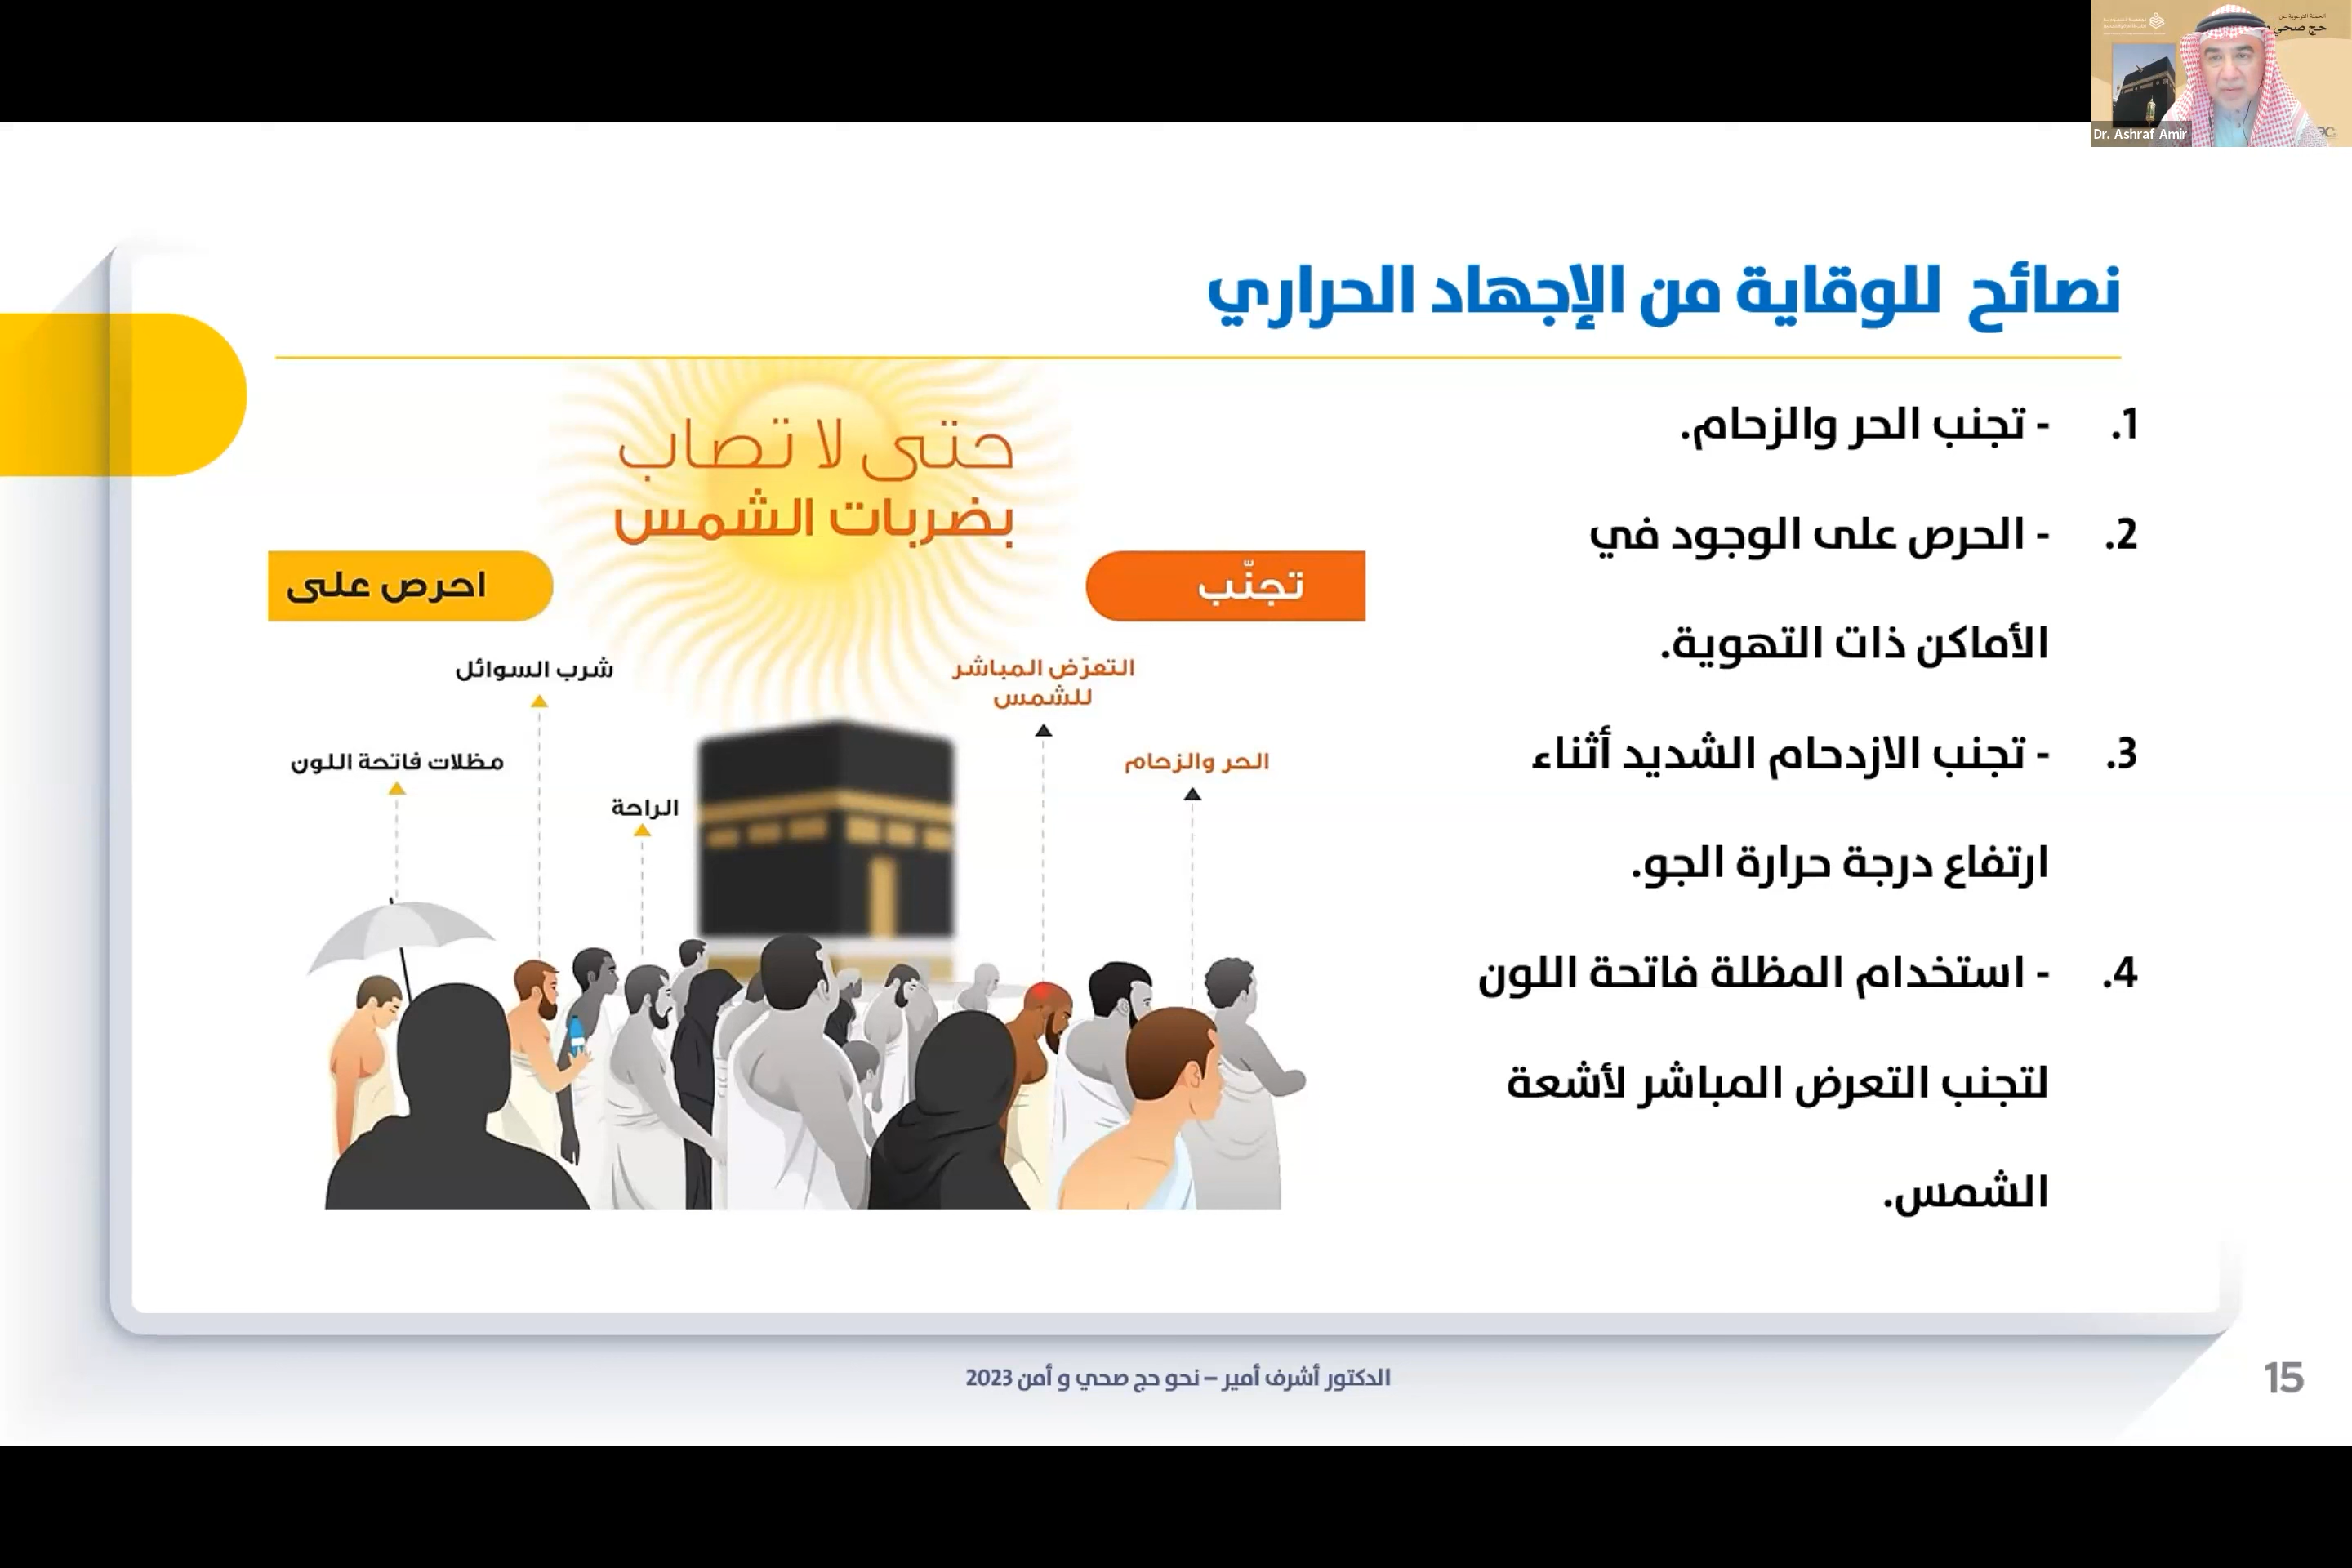 الحملة التوعوية عن
حج صحي
Dr. Ashraf Amir
نصائح للوقاية من الإجهاد الحراري
1. - تجنب الحر والزحام.
2. - الحرص على الوجود في
الأماكن ذات التهوية.
3. - تجنب الازدحام الشديد أثناء
ارتفاع درجة حرارة الجو.
4. - استخدام المظلة فاتحة اللون
لتجنب التعرض المباشر لأشعة
الشمس.
حتى لا تصاب
بضربات الشمس
تجنّب
التعرّض المباشر
للشمس
الحر والزحام
احرص على
شرب السوائل
مظلات فاتحة اللون
الراحة
الدكتور أشرف أمير – نحو حج صحي و أمن 2023
15